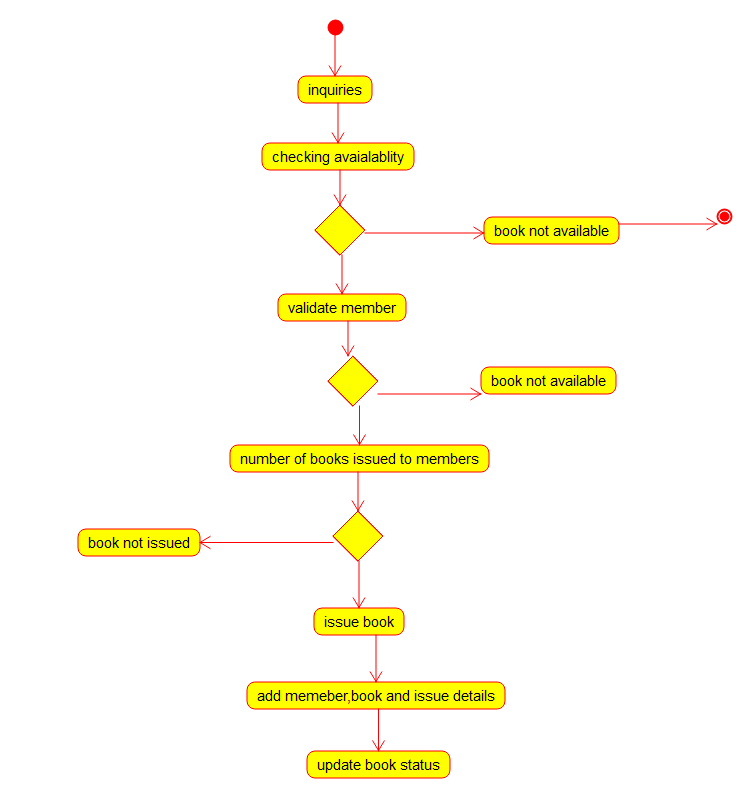 inquiries
checking avaialablity
book not available
validate member
book not available
number of books issued to members
book not issued
issue book
add memeber,book and issue details
update book status